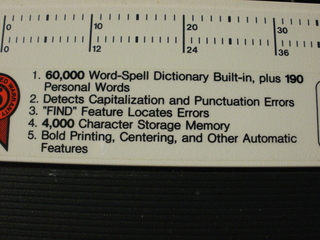 0 10 20 30
0 12 24 36
1. 60,000 Word-Spell Dictionary Built-in, plus 190
Personal Words
2. Detects Capitalization and Punctuation Errors
3. "FIND" Feature Locates Errors
4. 4,000 Character Storage Memory
5. Bold Printing, Centering, and Other Automatic
Features